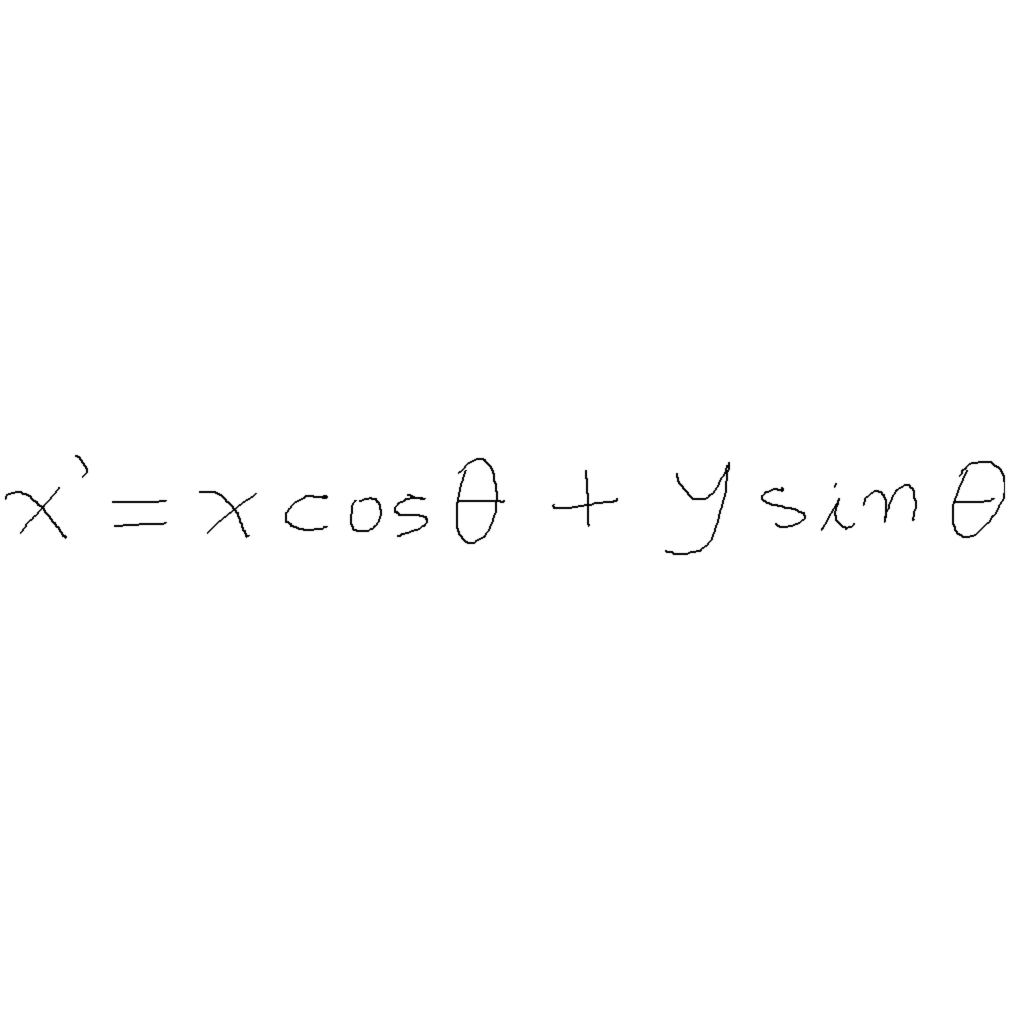 x' = x cos θ + y sin θ